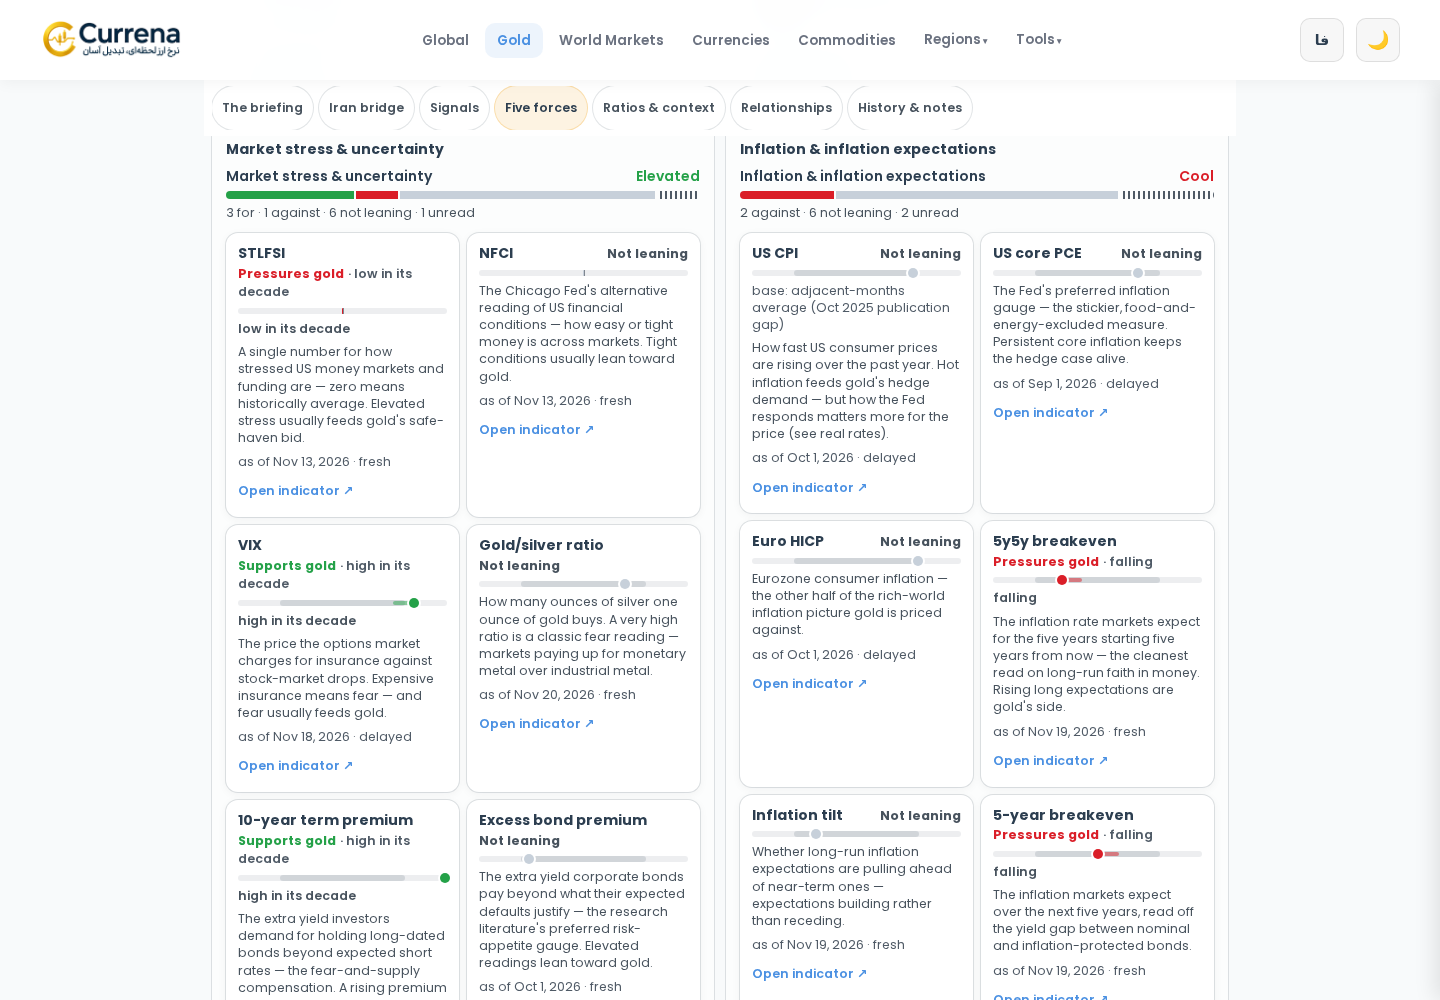 Currena
نرخ ارز لحظه‌ای، تبدیل آسان
Global
Gold
World Markets
Currencies
Commodities
Regions ▾
Tools ▾
فا
The briefing
Iran bridge
Signals
Five forces
Ratios & context
Relationships
History & notes
Market stress & uncertainty
Market stress & uncertainty
Elevated
3 for · 1 against · 6 not leaning · 1 unread
STLFSI
Pressures gold · low in its
decade
low in its decade
A single number for how
stressed US money markets and
funding are — zero means
historically average. Elevated
stress usually feeds gold's safe-
haven bid.
as of Nov 13, 2026 · fresh
Open indicator ↗
NFCI
Not leaning
The Chicago Fed's alternative
reading of US financial
conditions — how easy or tight
money is across markets. Tight
conditions usually lean toward
gold.
as of Nov 13, 2026 · fresh
Open indicator ↗
VIX
Supports gold · high in its
decade
high in its decade
The price the options market
charges for insurance against
stock-market drops. Expensive
insurance means fear — and
fear usually feeds gold.
as of Nov 18, 2026 · delayed
Open indicator ↗
Gold/silver ratio
Not leaning
How many ounces of silver one
ounce of gold buys. A very high
ratio is a classic fear reading —
markets paying up for monetary
metal over industrial metal.
as of Nov 20, 2026 · fresh
Open indicator ↗
10-year term premium
Supports gold · high in its
decade
high in its decade
The extra yield investors
demand for holding long-dated
bonds beyond expected short
rates — the fear-and-supply
compensation. A rising premium
Excess bond premium
Not leaning
The extra yield corporate bonds
pay beyond what their expected
defaults justify — the research
literature's preferred risk-
appetite gauge. Elevated
readings lean toward gold.
as of Oct 1, 2026 · fresh
Inflation & inflation expectations
Inflation & inflation expectations
Cool
2 against · 6 not leaning · 2 unread
US CPI
Not leaning
base: adjacent-months
average (Oct 2025 publication
gap)
How fast US consumer prices
are rising over the past year. Hot
inflation feeds gold's hedge
demand — but how the Fed
responds matters more for the
price (see real rates).
as of Oct 1, 2026 · delayed
Open indicator ↗
US core PCE
Not leaning
The Fed's preferred inflation
gauge — the stickier, food-and-
energy-excluded measure.
Persistent core inflation keeps
the hedge case alive.
as of Sep 1, 2026 · delayed
Open indicator ↗
Euro HICP
Not leaning
Eurozone consumer inflation —
the other half of the rich-world
inflation picture gold is priced
against.
as of Oct 1, 2026 · delayed
Open indicator ↗
5y5y breakeven
Pressures gold · falling
falling
The inflation rate markets expect
for the five years starting five
years from now — the cleanest
read on long-run faith in money.
Rising long expectations are
gold's side.
as of Nov 19, 2026 · fresh
Open indicator ↗
Inflation tilt
Not leaning
Whether long-run inflation
expectations are pulling ahead
of near-term ones —
expectations building rather
than receding.
as of Nov 19, 2026 · fresh
Open indicator ↗
5-year breakeven
Pressures gold · falling
falling
The inflation markets expect
over the next five years, read off
the yield gap between nominal
and inflation-protected bonds.
as of Nov 19, 2026 · fresh
Open indicator ↗